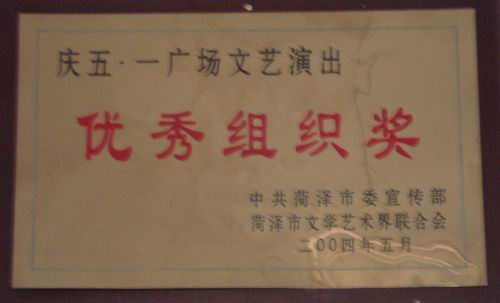 庆五·一广场文艺演出
优秀组织奖
中共菏泽市委宣传部
菏泽市文学艺术界联合会
二00四年五月